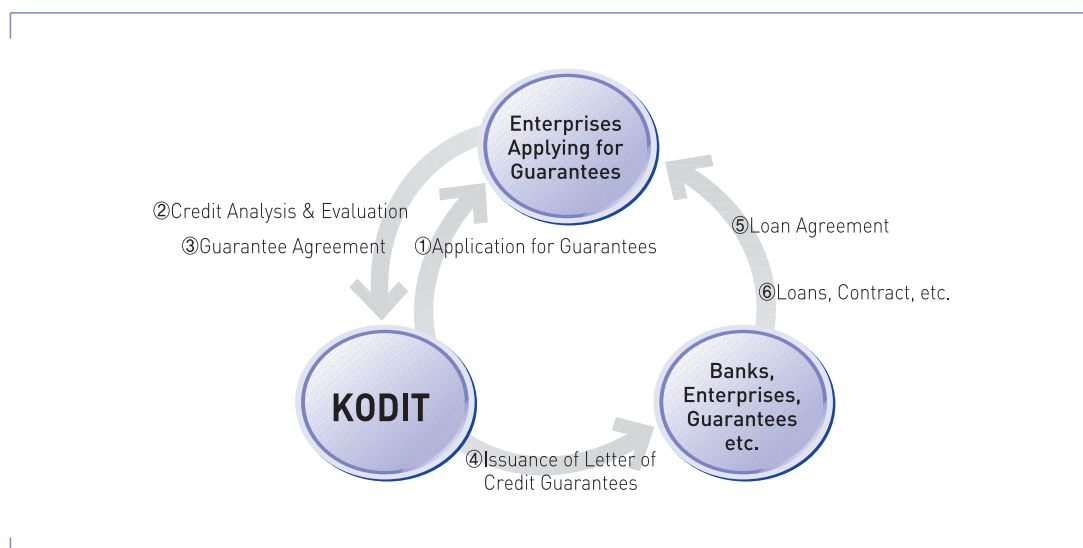 Enterprises
Applying for
Guarantees
②Credit Analysis & Evaluation
③Guarantee Agreement
①Application for Guarantees
⑤Loan Agreement
⑥Loans, Contract, etc.
KODIT
Banks,
Enterprises,
Guarantees
etc.
④Issuance of Letter of
Credit Guarantees